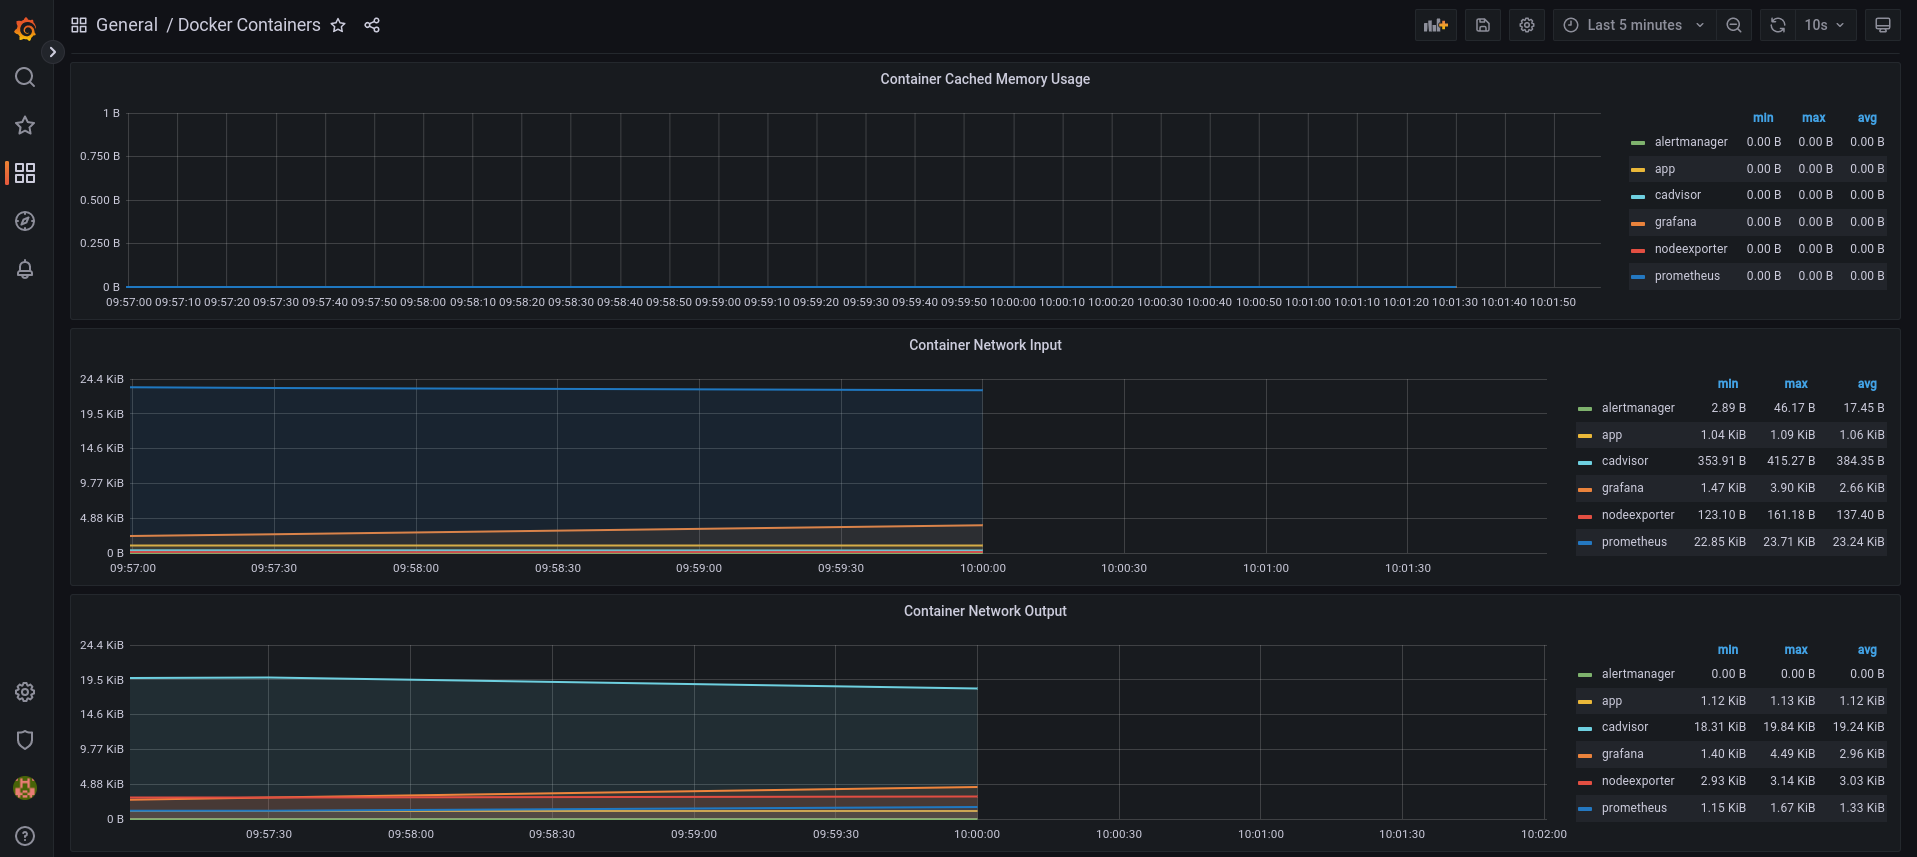 General / Docker Containers
Last 5 minutes
10s
Container Cached Memory Usage
1 B
0.750 B
0.500 B
0.250 B
0 B
09:57:00 09:57:10 09:57:20 09:57:30 09:57:40 09:57:50 09:58:00 09:58:10 09:58:20 09:58:30 09:58:40 09:58:50 09:59:00 09:59:10 09:59:20 09:59:30 09:59:40 09:59:50 10:00:00 10:00:10 10:00:20 10:00:30 10:00:40 10:00:50 10:01:00 10:01:10 10:01:20 10:01:30 10:01:40 10:01:50
min max avg
alertmanager 0.00 B 0.00 B 0.00 B
app 0.00 B 0.00 B 0.00 B
cadvisor 0.00 B 0.00 B 0.00 B
grafana 0.00 B 0.00 B 0.00 B
nodeexporter 0.00 B 0.00 B 0.00 B
prometheus 0.00 B 0.00 B 0.00 B
Container Network Input
24.4 KiB
19.5 KiB
14.6 KiB
9.77 KiB
4.88 KiB
0 B
09:57:00 09:57:30 09:58:00 09:58:30 09:59:00 09:59:30 10:00:00 10:00:30 10:01:00 10:01:30
min max avg
alertmanager 2.89 B 46.17 B 17.45 B
app 1.04 KiB 1.09 KiB 1.06 KiB
cadvisor 353.91 B 415.27 B 384.35 B
grafana 1.47 KiB 3.90 KiB 2.66 KiB
nodeexporter 123.10 B 161.18 B 137.40 B
prometheus 22.85 KiB 23.71 KiB 23.24 KiB
Container Network Output
24.4 KiB
19.5 KiB
14.6 KiB
9.77 KiB
4.88 KiB
0 B
09:57:30 09:58:00 09:58:30 09:59:00 09:59:30 10:00:00 10:00:30 10:01:00 10:01:30 10:02:00
min max avg
alertmanager 0.00 B 0.00 B 0.00 B
app 1.12 KiB 1.13 KiB 1.12 KiB
cadvisor 18.31 KiB 19.84 KiB 19.24 KiB
grafana 1.40 KiB 4.49 KiB 2.96 KiB
nodeexporter 2.93 KiB 3.14 KiB 3.03 KiB
prometheus 1.15 KiB 1.67 KiB 1.33 KiB